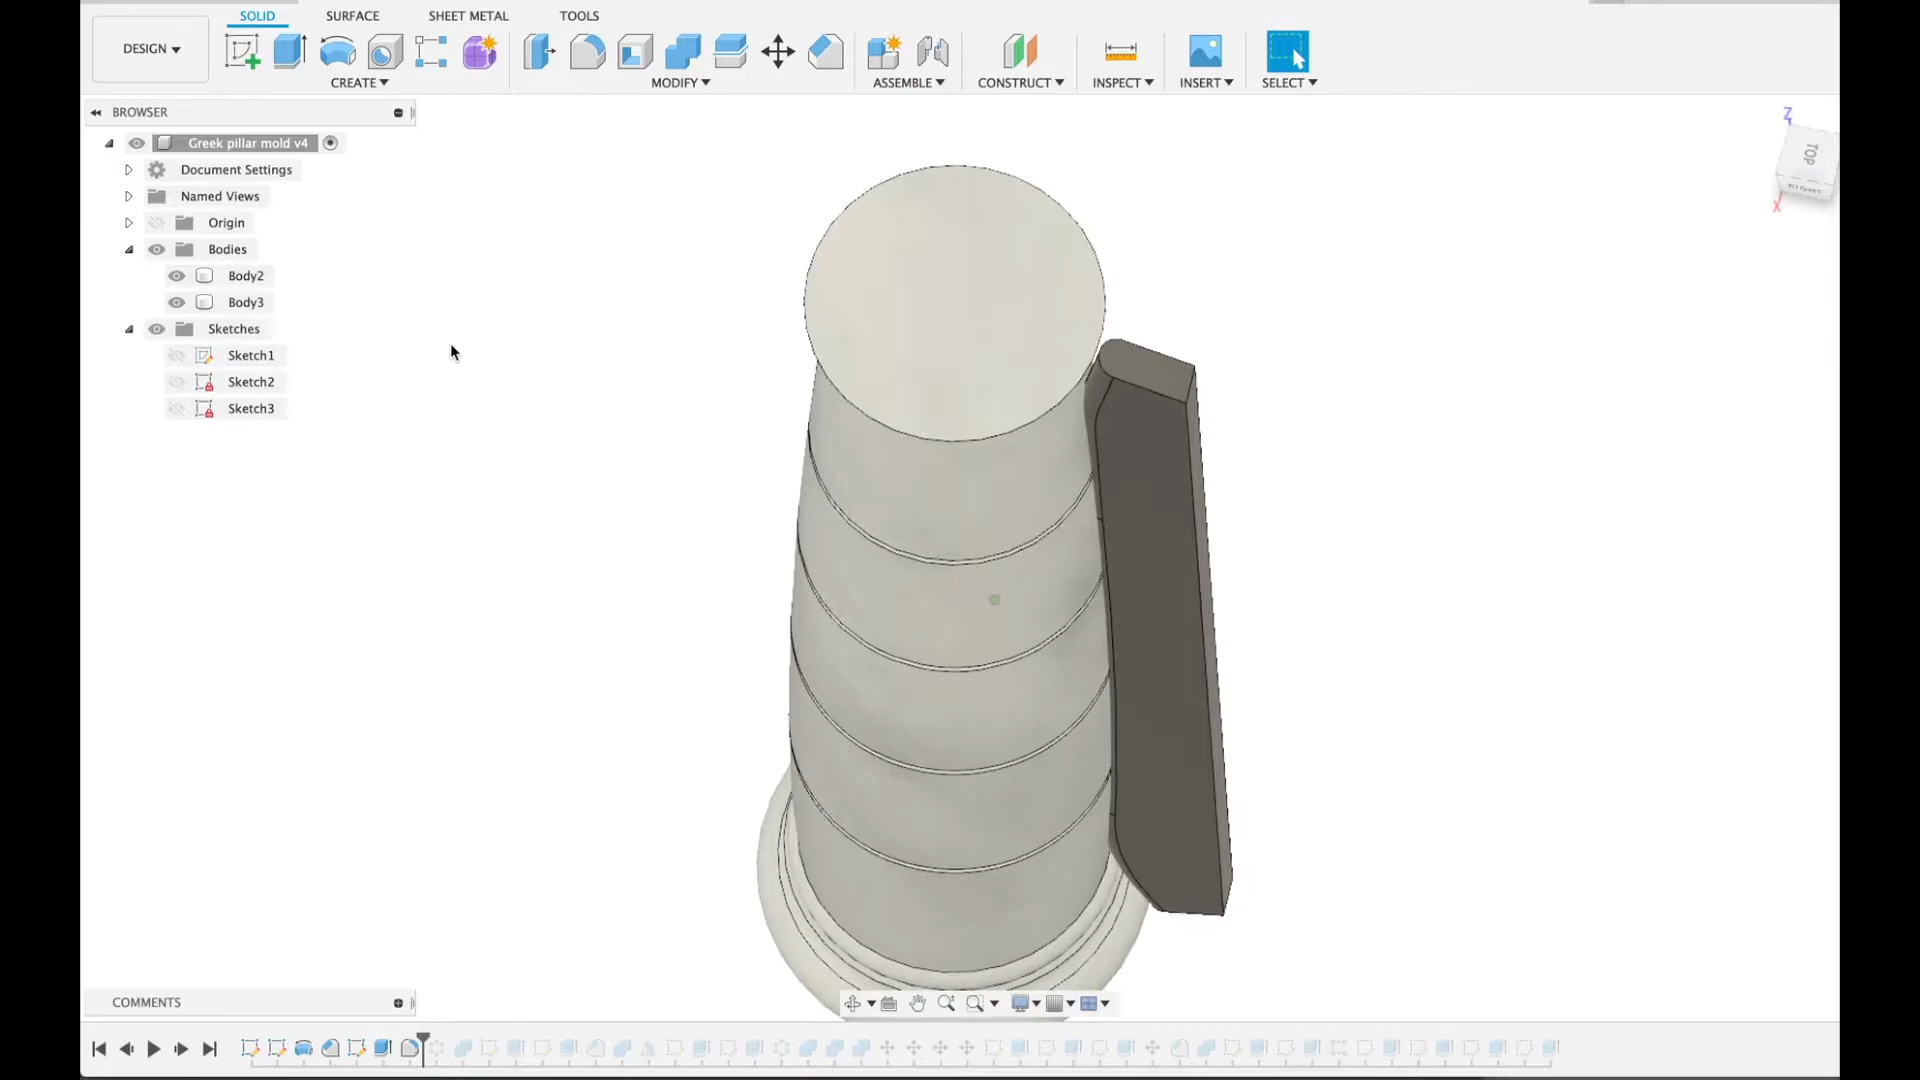 SOLID SURFACE SHEET METAL TOOLS
DESIGN
CREATE MODIFY ASSEMBLE CONSTRUCT INSPECT INSERT SELECT
BROWSER
Greek pillar mold v4
Document Settings
Named Views
Origin
Bodies
Body2
Body3
Sketches
Sketch1
Sketch2
Sketch3
Z
TOP
RIGHT
X
COMMENTS